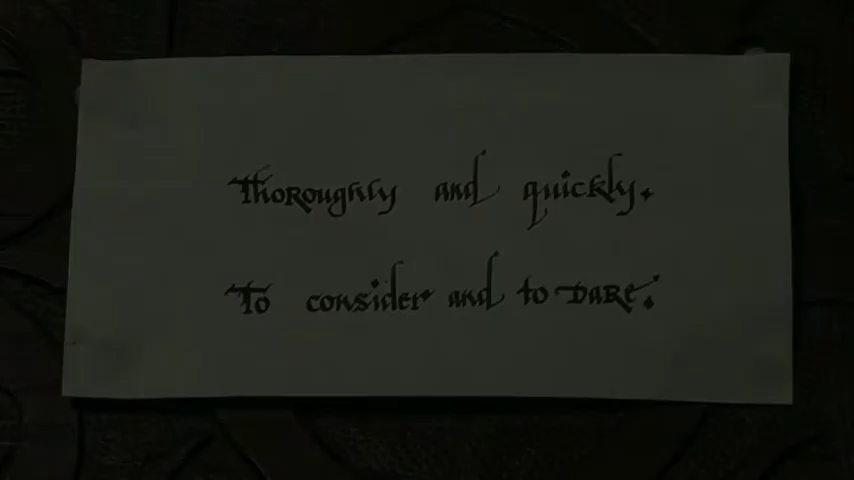 Thoroughly and quickly.
To consider and to Dare.